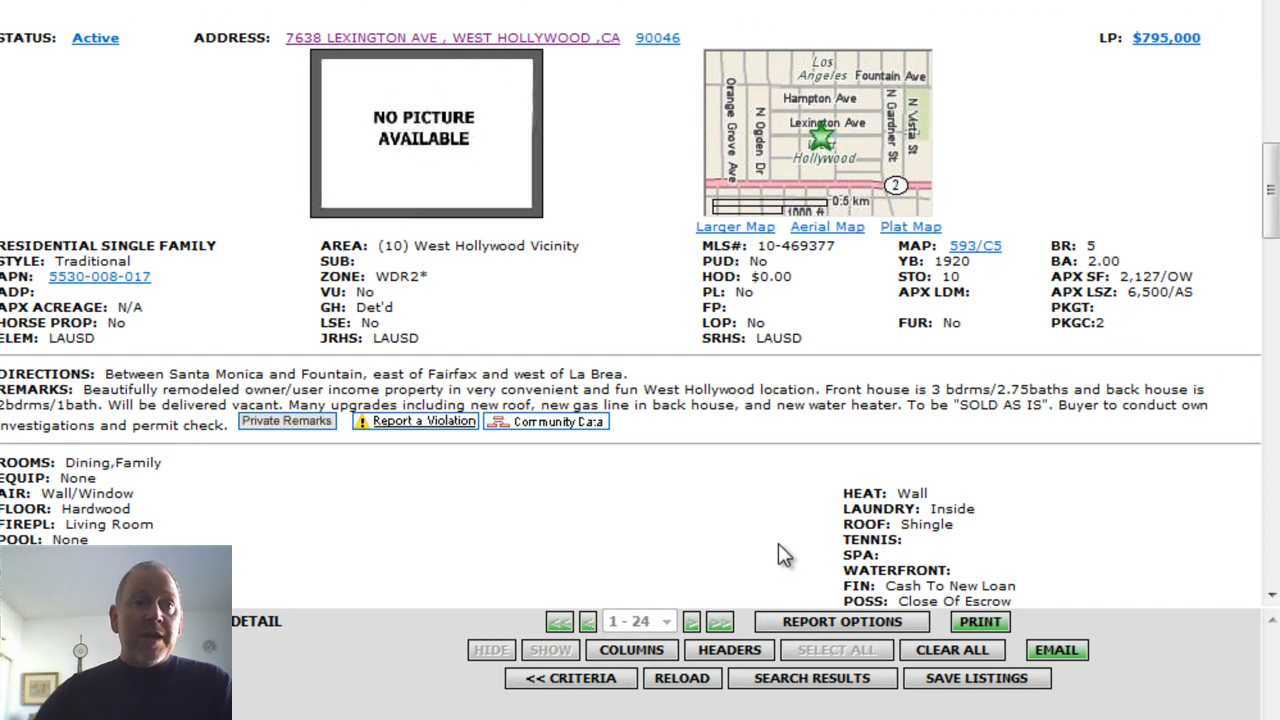 STATUS: Active ADDRESS: 7638 LEXINGTON AVE , WEST HOLLYWOOD ,CA 90046 LP: $795,000
NO PICTURE
AVAILABLE
Los
Angeles Fountain Ave
Hampton Ave
Lexington Ave
West
Hollywood
Orange Grove Ave
N Ogden Dr
N Gardner St
N Vista St
2
0.5 km
1000 ft
Larger Map Aerial Map Plat Map
RESIDENTIAL SINGLE FAMILY AREA: (10) West Hollywood Vicinity MLS#: 10-469377 MAP: 593/C5 BR: 5
STYLE: Traditional SUB: PUD: No YB: 1920 BA: 2.00
APN: 5530-008-017 ZONE: WDR2* HOD: $0.00 STO: 10 APX SF: 2,127/OW
ADP: VU: No PL: No APX LDM: APX LSZ: 6,500/AS
APX ACREAGE: N/A GH: Det'd FP: PKGT:
HORSE PROP: No LSE: No LOP: No FUR: No PKGC:2
ELEM: LAUSD JRHS: LAUSD SRHS: LAUSD
DIRECTIONS: Between Santa Monica and Fountain, east of Fairfax and west of La Brea.
REMARKS: Beautifully remodeled owner/user income property in very convenient and fun West Hollywood location. Front house is 3 bdrms/2.75baths and back house is
2bdrms/1bath. Will be delivered vacant. Many upgrades including new roof, new gas line in back house, and new water heater. To be "SOLD AS IS". Buyer to conduct own
investigations and permit check. Private Remarks Report a Violation Community Data
ROOMS: Dining,Family
EQUIP: None
AIR: Wall/Window HEAT: Wall
FLOOR: Hardwood LAUNDRY: Inside
FIREPL: Living Room ROOF: Shingle
POOL: None TENNIS:
SPA:
WATERFRONT:
FIN: Cash To New Loan
POSS: Close Of Escrow
DETAIL << < 1 - 24 > >> REPORT OPTIONS PRINT
HIDE SHOW COLUMNS HEADERS SELECT ALL CLEAR ALL EMAIL
<< CRITERIA RELOAD SEARCH RESULTS SAVE LISTINGS